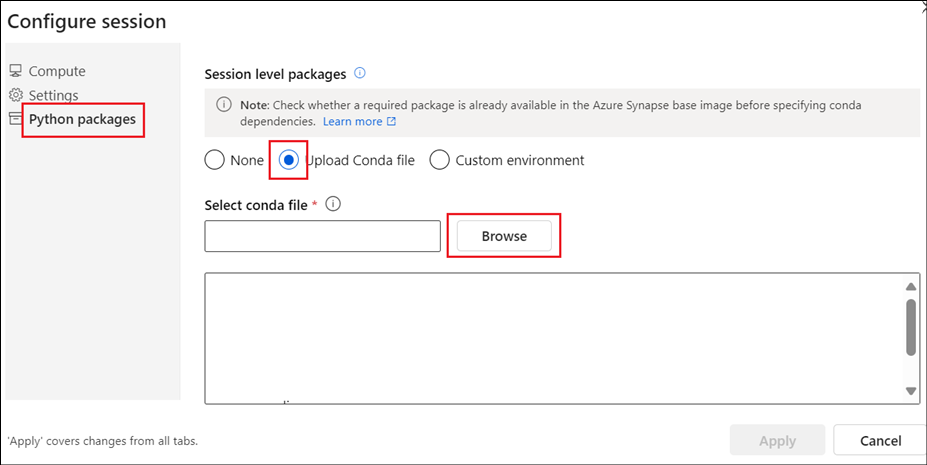 Configure session
Compute
Settings
Python packages
Session level packages
Note: Check whether a required package is already available in the Azure Synapse base image before specifying conda
dependencies. Learn more
None
Upload Conda file
Custom environment
Select conda file *
Browse
'Apply' covers changes from all tabs.
Apply
Cancel